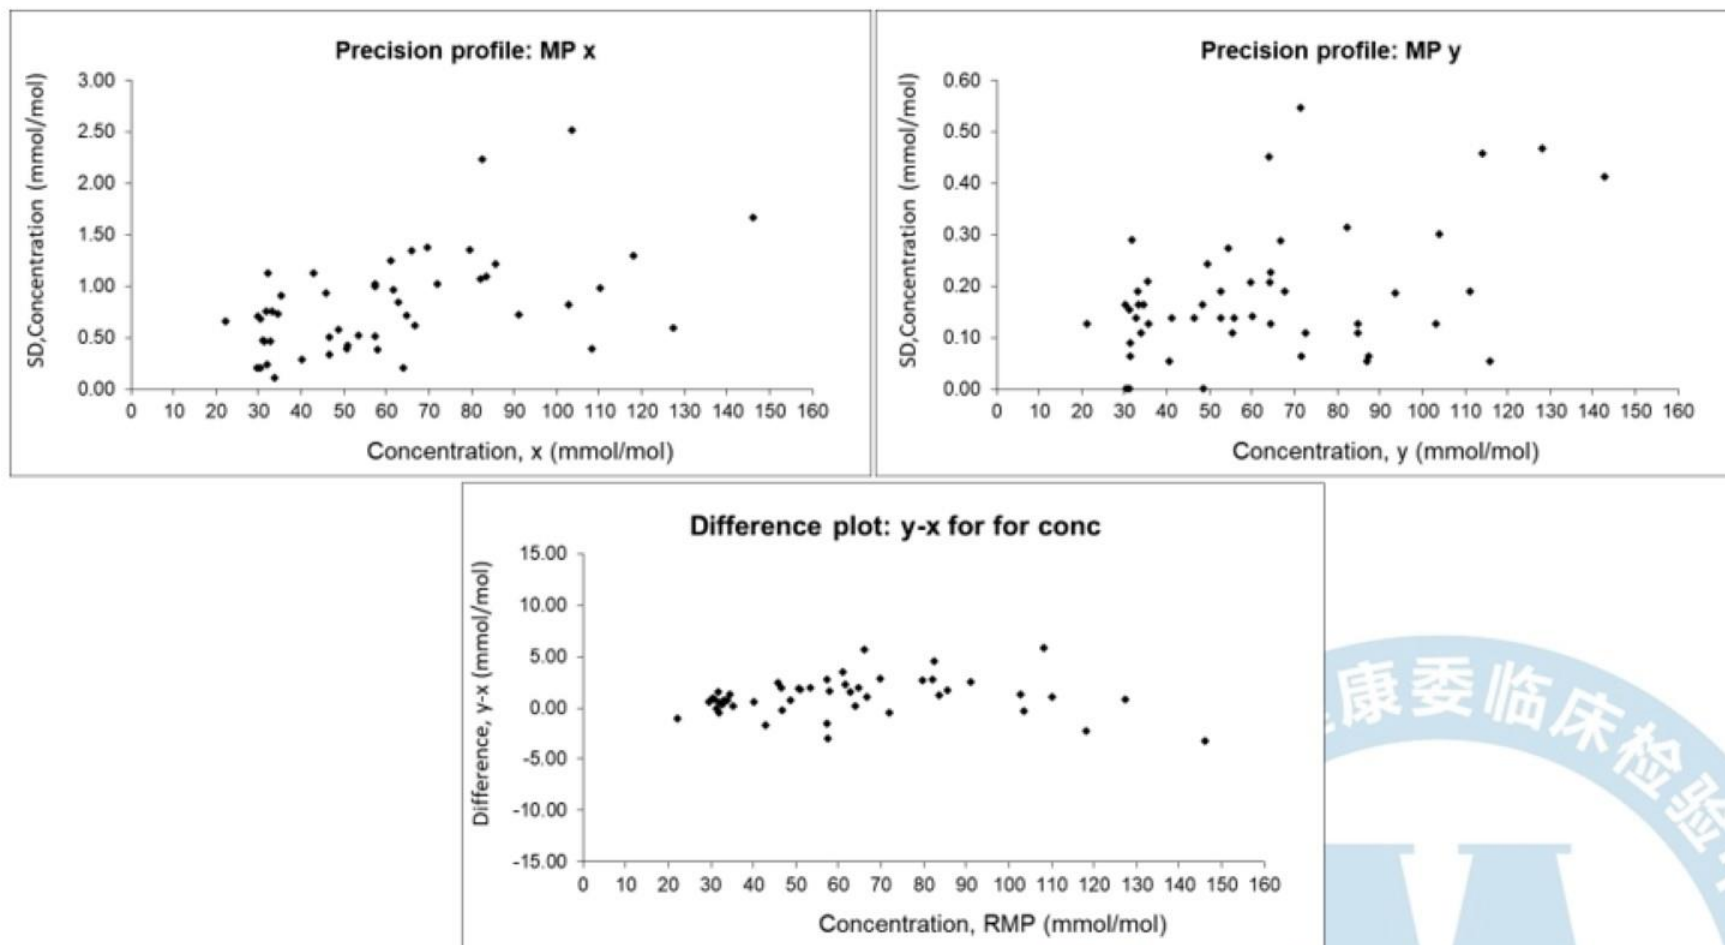 Precision profile: MP x
SD,Concentration (mmol/mol)
3.00
2.50
2.00
1.50
1.00
0.50
0.00
0 10 20 30 40 50 60 70 80 90 100 110 120 130 140 150 160
Concentration, x (mmol/mol)
Precision profile: MP y
SD,Concentration (mmol/mol)
0.60
0.50
0.40
0.30
0.20
0.10
0.00
0 10 20 30 40 50 60 70 80 90 100 110 120 130 140 150 160
Concentration, y (mmol/mol)
Difference plot: y-x for for conc
Difference, y-x (mmol/mol)
15.00
10.00
5.00
0.00
-5.00
-10.00
-15.00
0 10 20 30 40 50 60 70 80 90 100 110 120 130 140 150 160
Concentration, RMP (mmol/mol)
康委临床检验